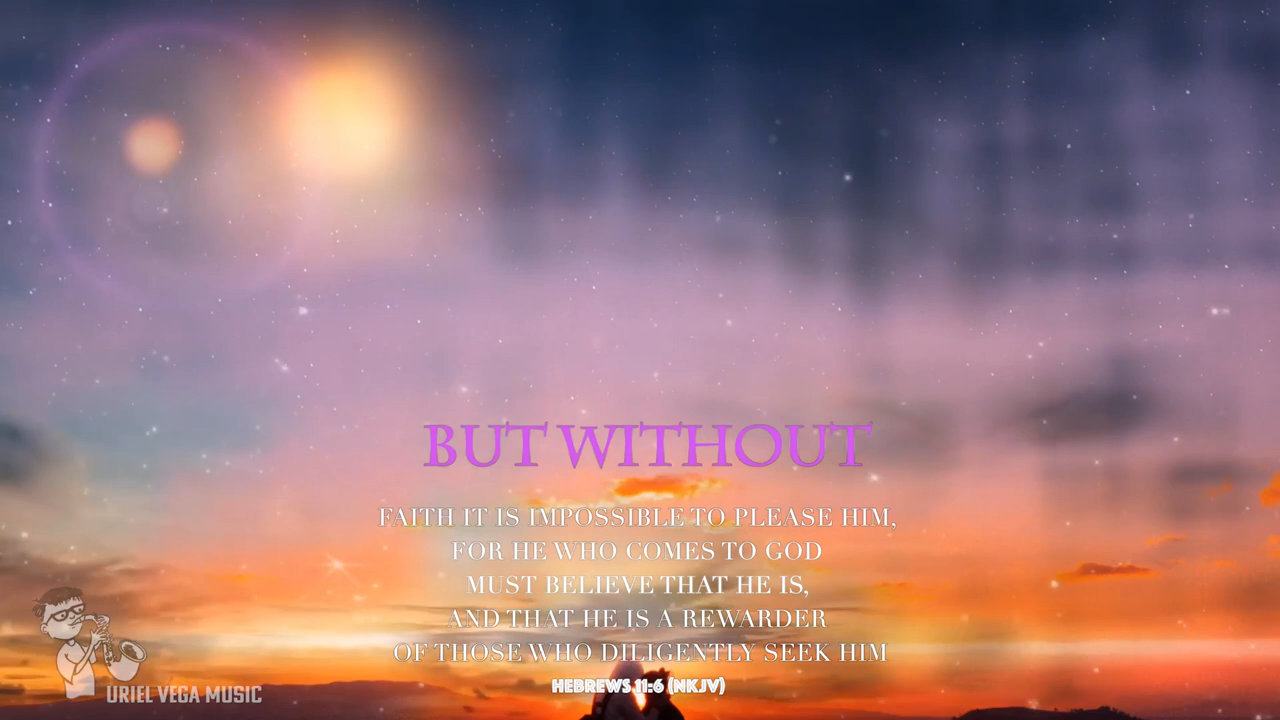 BUT WITHOUT
FAITH IT IS IMPOSSIBLE TO PLEASE HIM,
FOR HE WHO COMES TO GOD
MUST BELIEVE THAT HE IS,
AND THAT HE IS A REWARDER
OF THOSE WHO DILIGENTLY SEEK HIM
HEBREWS 11:6 (NKJV)
URIEL VEGA MUSIC